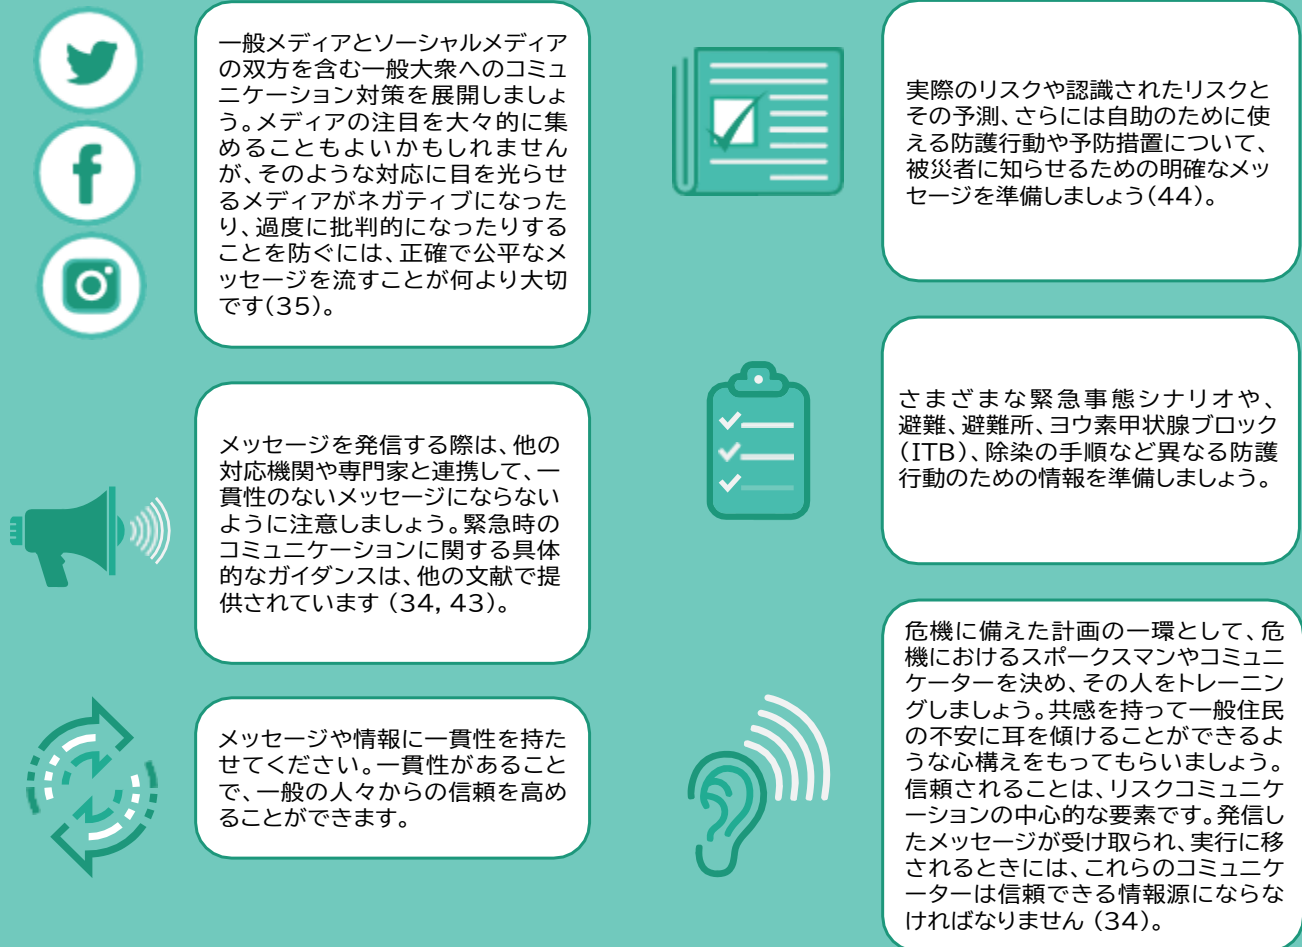 一般メディアとソーシャルメディア
の双方を含む一般大衆へのコミュ
ニケーション対策を展開しましょ
う。メディアの注目を大々的に集
めることもよいかもしれません
が、そのような対応に目を光らせ
るメディアがネガティブになった
り、過度に批判的になったりする
ことを防ぐには、正確で公平なメ
ッセージを流すことが何より大切
です(35)。
メッセージを発信する際は、他の
対応機関や専門家と連携して、一
貫性のないメッセージにならない
ように注意しましょう。緊急時の
コミュニケーションに関する具体
的なガイダンスは、他の文献で提
供されています (34, 43)。
メッセージや情報に一貫性を持た
せてください。一貫性があること
で、一般の人々からの信頼を高め
ることができます。
実際のリスクや認識されたリスクと
その予測、さらには自助のために使
える防護行動や予防措置について、
被災者に知らせるための明確なメッ
セージを準備しましょう(44)。
さまざまな緊急事態シナリオや、
避難、避難所、ヨウ素甲状腺ブロック
(ITB)、除染の手順など異なる防護
行動のための情報を準備しましょう。
危機に備えた計画の一環として、危
機におけるスポークスマンやコミュニ
ケーターを決め、その人をトレーニン
グしましょう。共感を持って一般住民
の不安に耳を傾けることができるよ
うな心構えをもってもらいましょう。
信頼されることは、リスクコミュニケ
ーションの中心的な要素です。発信し
たメッセージが受け取られ、実行に移
されるときには、これらのコミュニケ
ーターは信頼できる情報源にならな
ければなりません (34)。